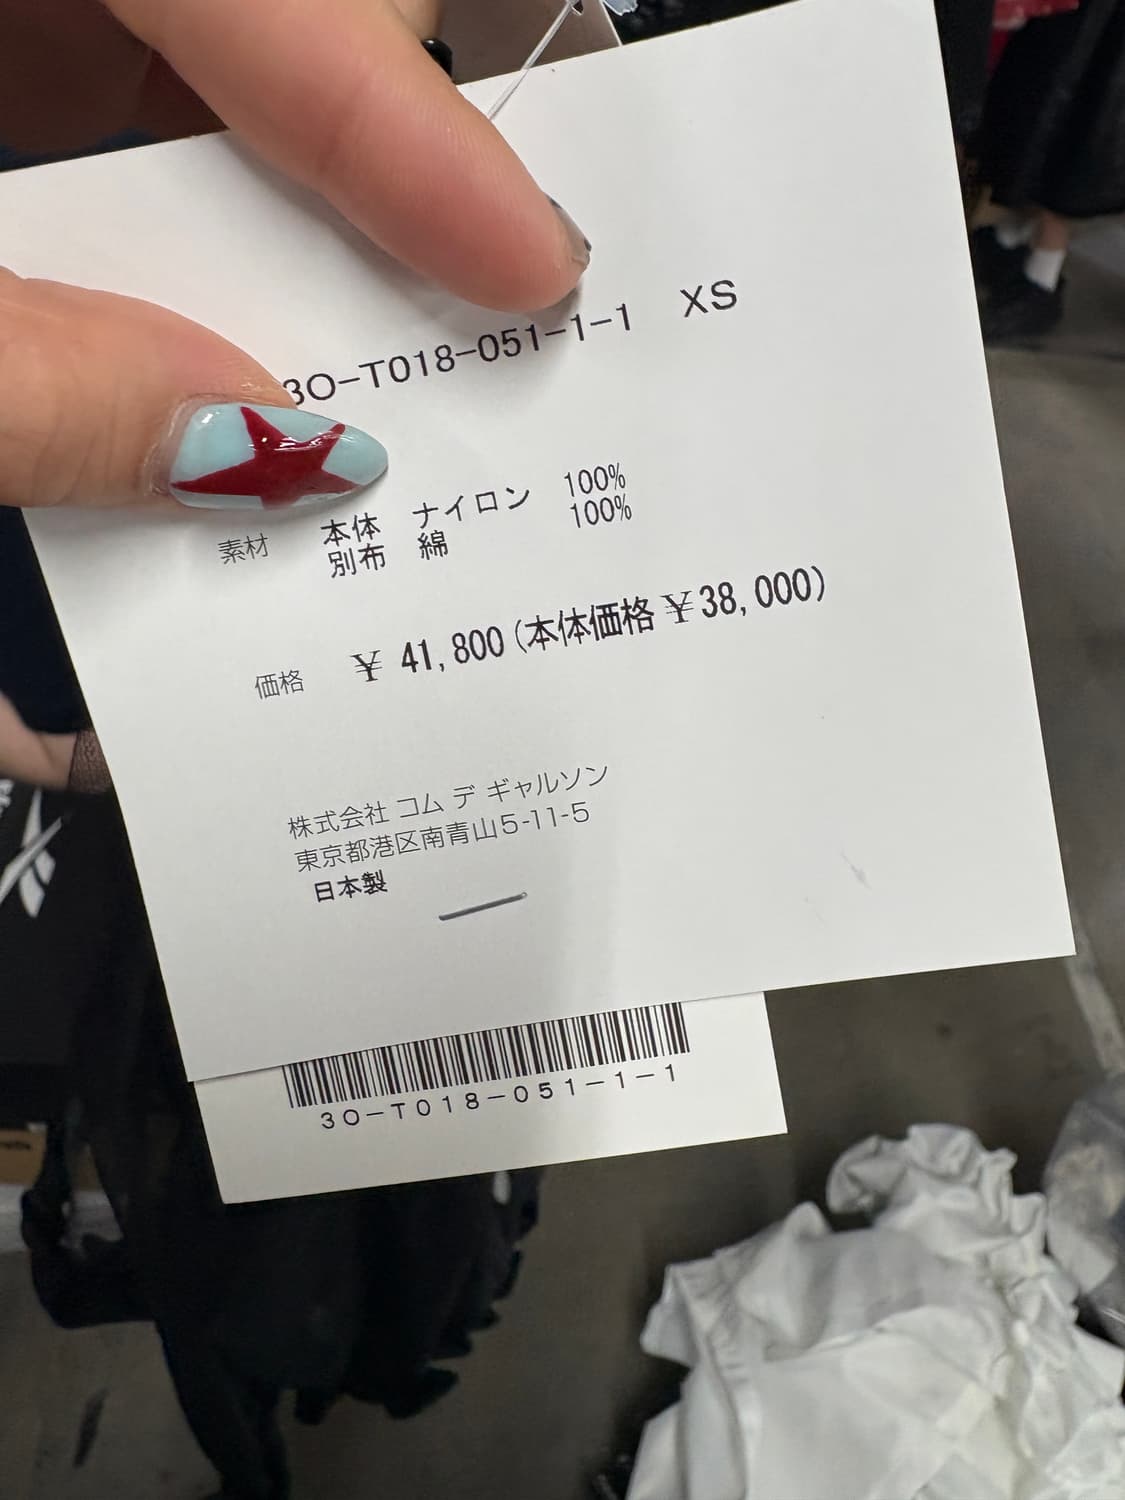 3O-T018-051-1-1 XS
素材 本体 ナイロン 100%
別布 綿 100%
価格 ¥ 41,800(本体価格 ¥38,000)
株式会社 コム デ ギャルソン
東京都港区南青山5-11-5
日本製
3O-T018-051-1-1